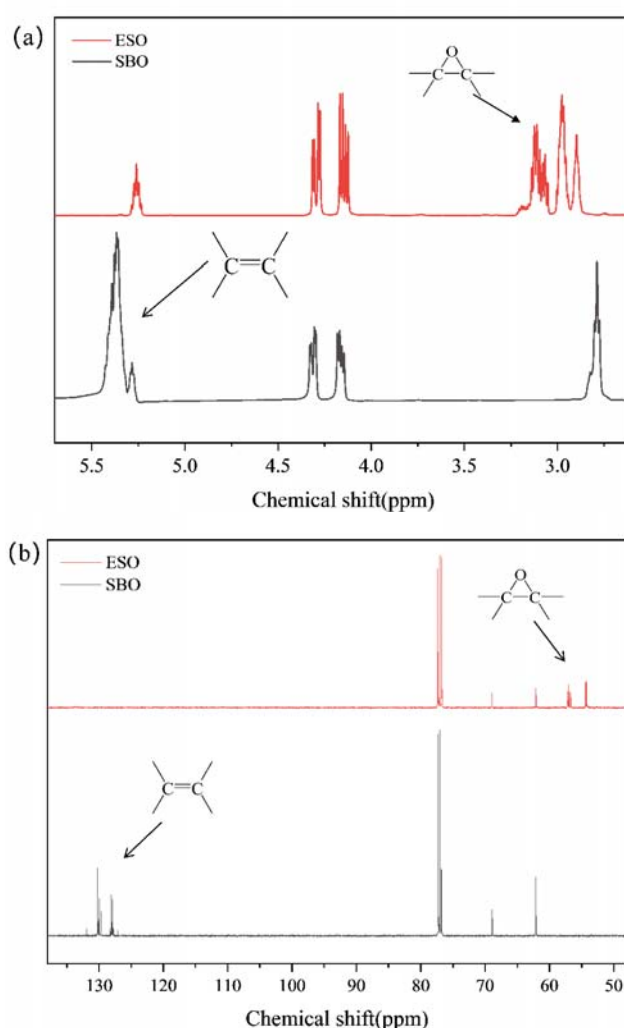 (a)
ESO
SBO
O
C C
C=C
5.5 5.0 4.5 4.0 3.5 3.0
Chemical shift(ppm)
(b)
ESO
SBO
O
C C
C=C
130 120 110 100 90 80 70 60 50
Chemical shift(ppm)